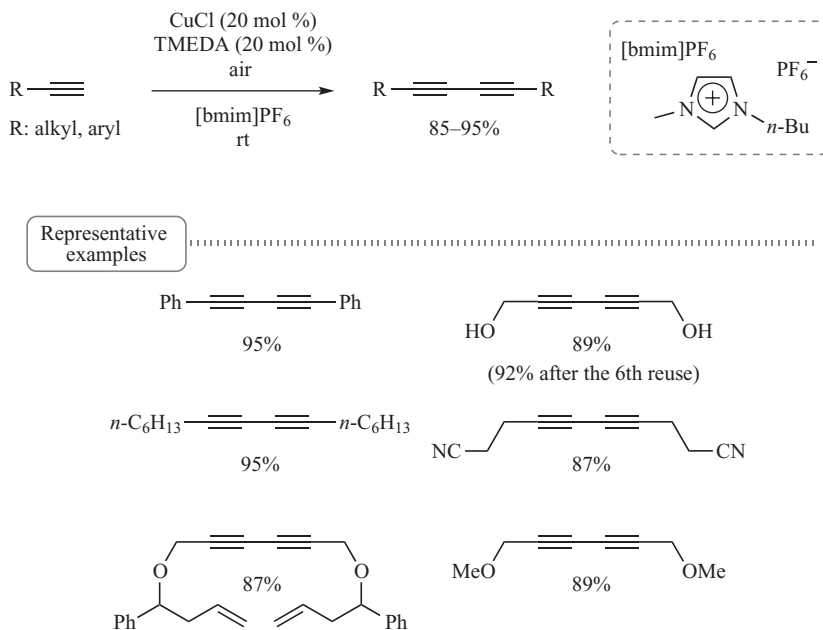 CuCl (20 mol %)
TMEDA (20 mol %)
air
[bmim]PF6
rt
R
R: alkyl, aryl
R R
85–95%
[bmim]PF6
PF6−
N + N
n-Bu
Representative
examples
Ph Ph
95%
HO OH
89%
(92% after the 6th reuse)
n-C6H13 n-C6H13
95%
NC CN
87%
O O
87%
Ph Ph
MeO OMe
89%